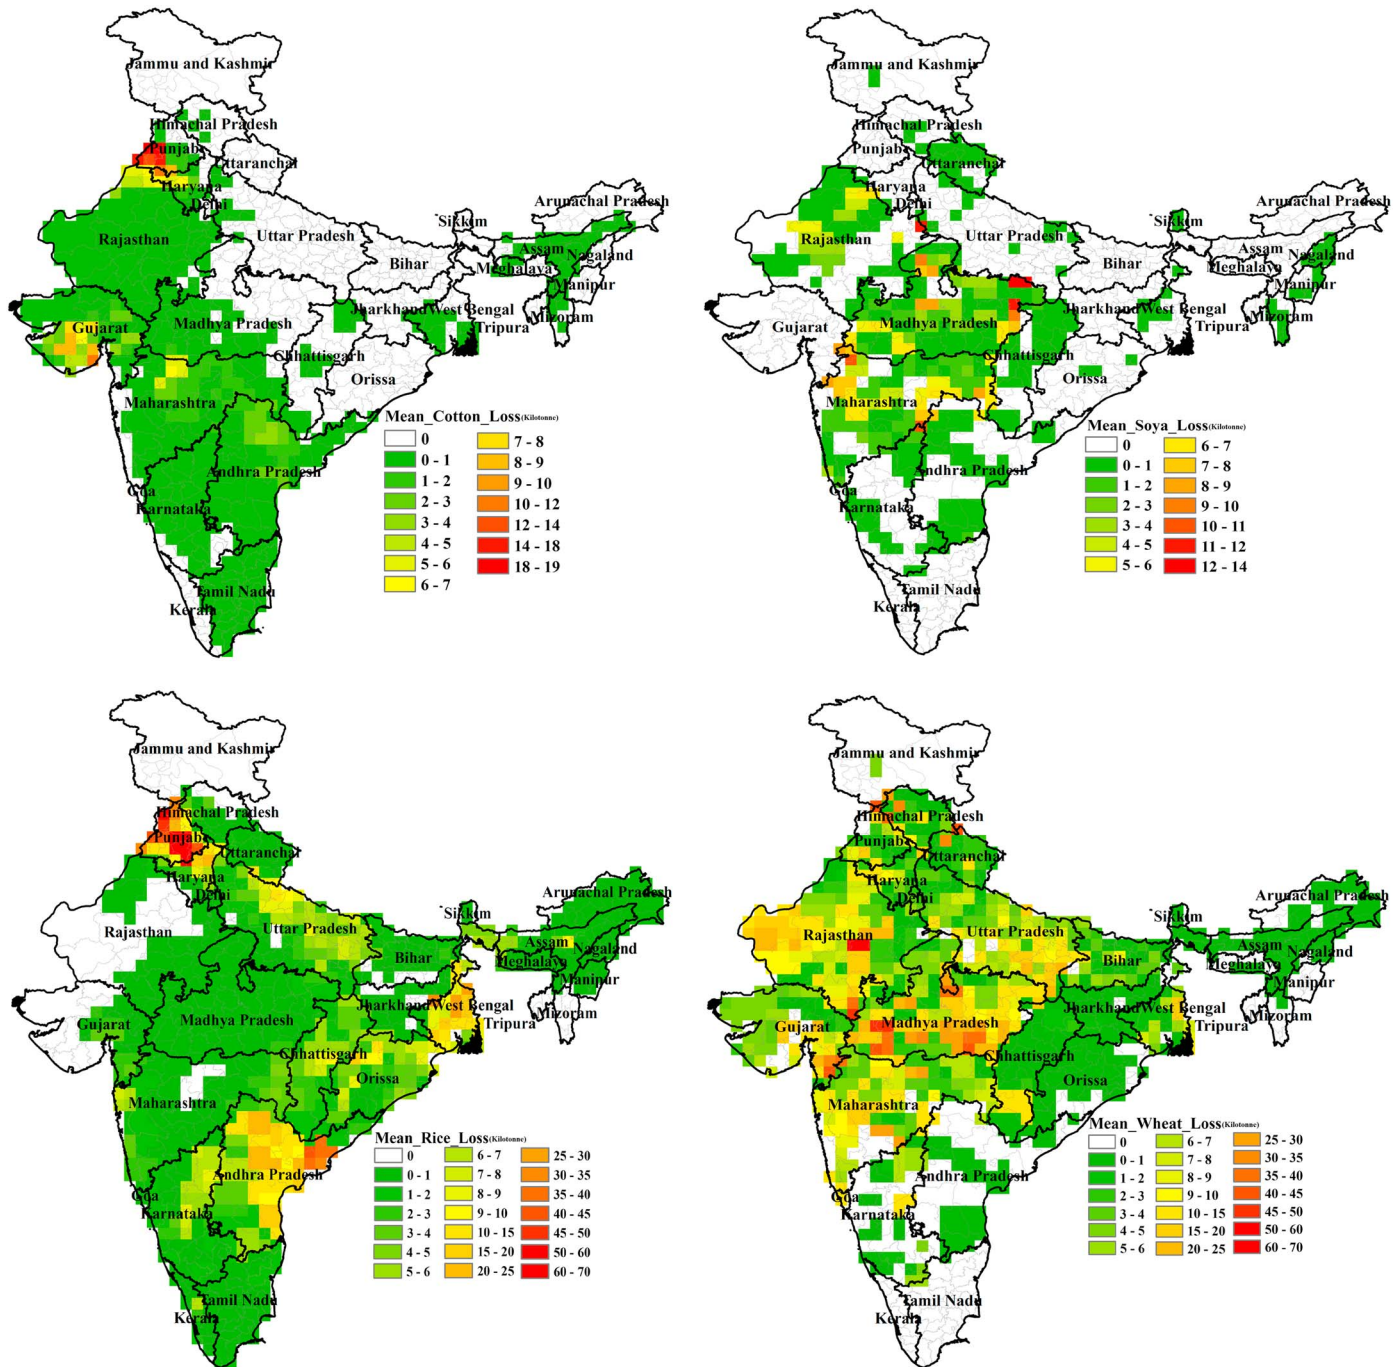 Jammu and Kashmir
Himachal Pradesh
Punjab
Uttaranchal
Haryana
Delhi
Arunachal Pradesh
Sikkim
Rajasthan
Uttar Pradesh
Assam
Nagaland
Bihar
Meghalaya
Manipur
Jharkhand West Bengal
Mizoram
Gujarat
Madhya Pradesh
Tripura
Chhattisgarh
Orissa
Maharashtra
Andhra Pradesh
Goa
Karnataka
Tamil Nadu
Kerala
Mean_Cotton_Loss(Kilotonne)
0
0 - 1
1 - 2
2 - 3
3 - 4
4 - 5
5 - 6
6 - 7
7 - 8
8 - 9
9 - 10
10 - 12
12 - 14
14 - 18
18 - 19
Jammu and Kashmir
Himachal Pradesh
Punjab
Uttaranchal
Haryana
Delhi
Arunachal Pradesh
Sikkim
Rajasthan
Uttar Pradesh
Assam
Nagaland
Bihar
Meghalaya
Manipur
Jharkhand West Bengal
Mizoram
Gujarat
Madhya Pradesh
Tripura
Chhattisgarh
Orissa
Maharashtra
Andhra Pradesh
Goa
Karnataka
Tamil Nadu
Kerala
Mean_Soya_Loss(Kilotonne)
0
0 - 1
1 - 2
2 - 3
3 - 4
4 - 5
5 - 6
6 - 7
7 - 8
8 - 9
9 - 10
10 - 11
11 - 12
12 - 14
Jammu and Kashmir
Himachal Pradesh
Punjab
Uttaranchal
Haryana
Delhi
Arunachal Pradesh
Sikkim
Rajasthan
Uttar Pradesh
Assam
Nagaland
Bihar
Meghalaya
Manipur
Jharkhand West Bengal
Mizoram
Gujarat
Madhya Pradesh
Tripura
Chhattisgarh
Orissa
Maharashtra
Andhra Pradesh
Goa
Karnataka
Tamil Nadu
Kerala
Mean_Rice_Loss(Kilotonne)
0
0 - 1
1 - 2
2 - 3
3 - 4
4 - 5
5 - 6
6 - 7
7 - 8
8 - 9
9 - 10
10 - 15
15 - 20
20 - 25
25 - 30
30 - 35
35 - 40
40 - 45
45 - 50
50 - 60
60 - 70
Jammu and Kashmir
Himachal Pradesh
Punjab
Uttaranchal
Haryana
Delhi
Arunachal Pradesh
Sikkim
Rajasthan
Uttar Pradesh
Assam
Nagaland
Bihar
Meghalaya
Manipur
Jharkhand West Bengal
Mizoram
Gujarat
Madhya Pradesh
Tripura
Chhattisgarh
Orissa
Maharashtra
Andhra Pradesh
Goa
Karnataka
Tamil Nadu
Kerala
Mean_Wheat_Loss(Kilotonne)
0
0 - 1
1 - 2
2 - 3
3 - 4
4 - 5
5 - 6
6 - 7
7 - 8
8 - 9
9 - 10
10 - 15
15 - 20
20 - 25
25 - 30
30 - 35
35 - 40
40 - 45
45 - 50
50 - 60
60 - 70